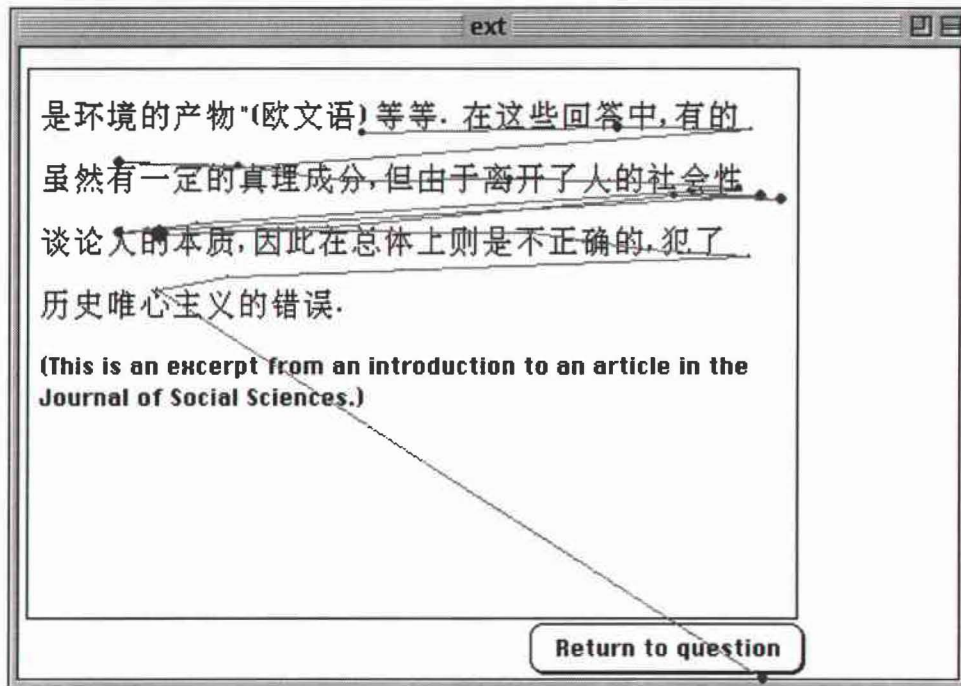 ext
是环境的产物"(欧文语) 等等. 在这些回答中,有的
虽然有一定的真理成分,但由于离开了人的社会性
谈论人的本质,因此在总体上则是不正确的,犯了
历史唯心主义的错误.
(This is an excerpt from an introduction to an article in the
Journal of Social Sciences.)
Return to question